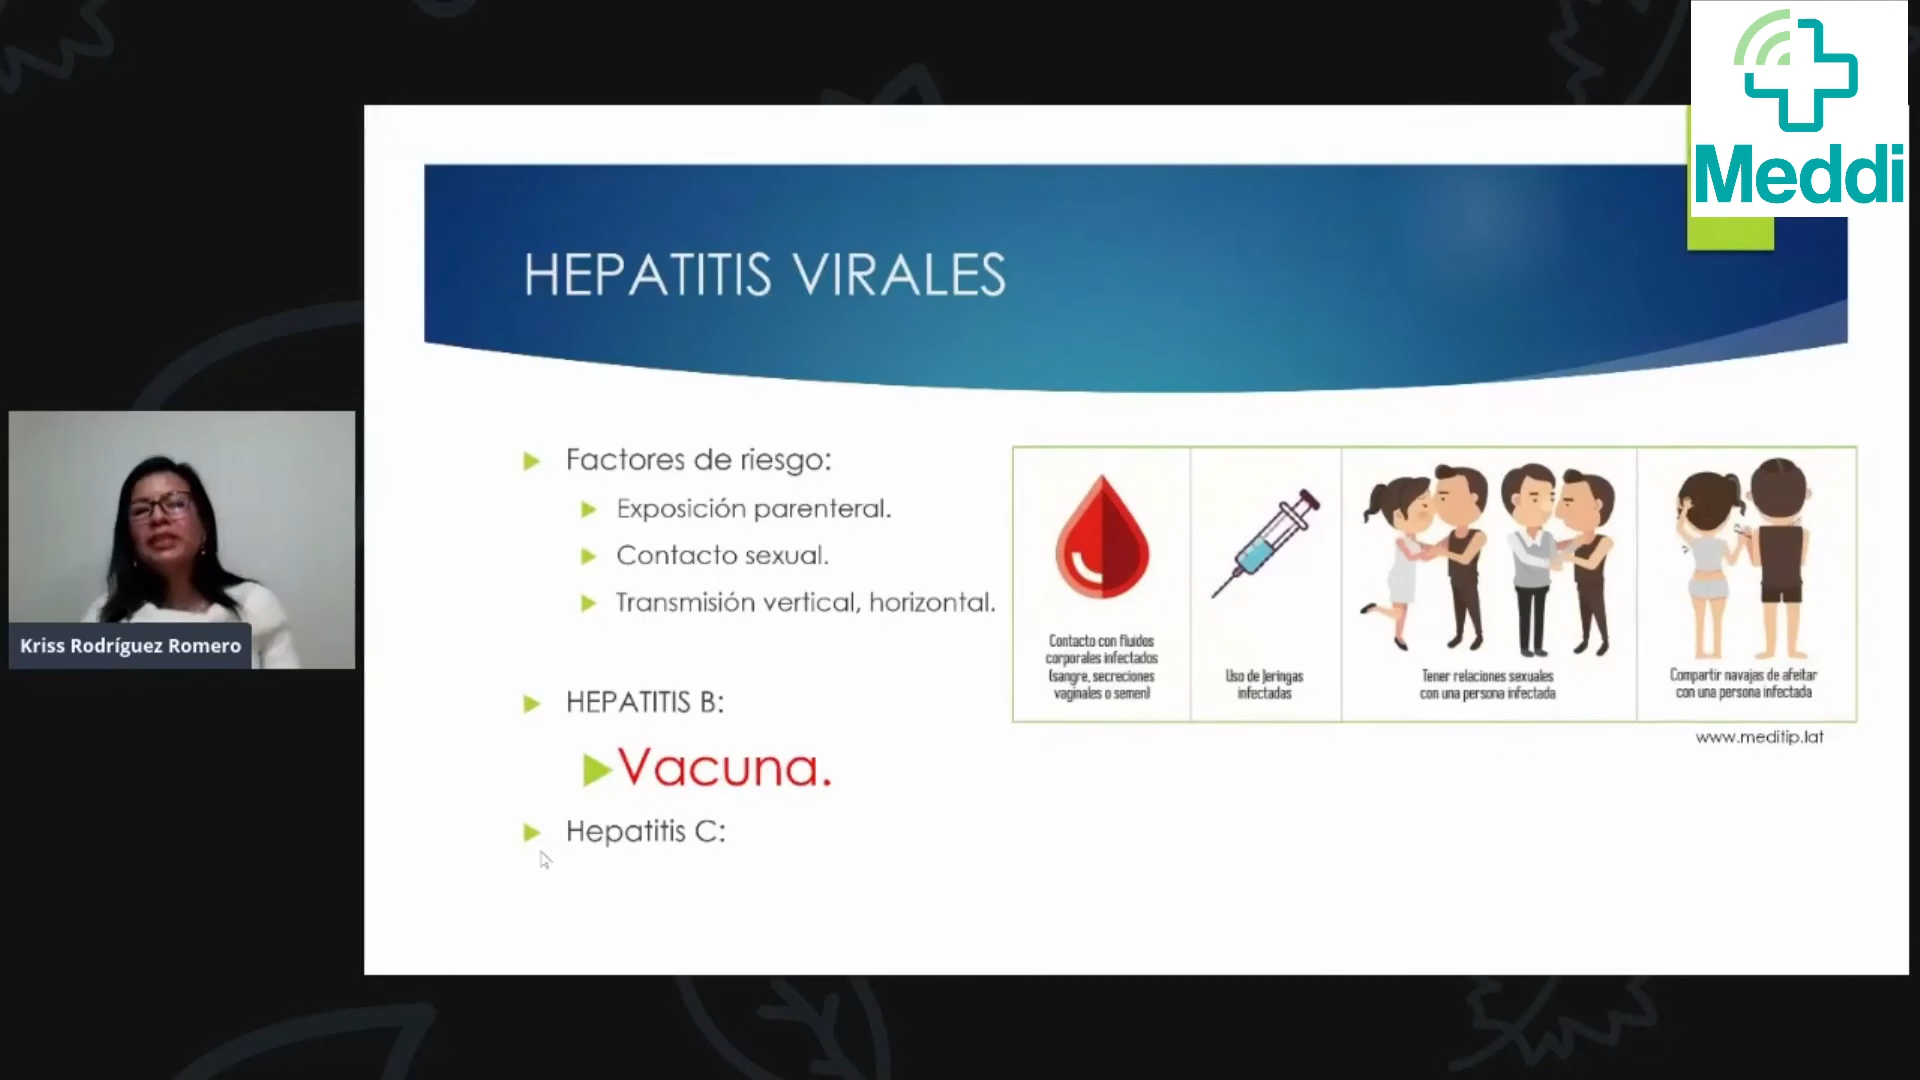 Meddi
HEPATITIS VIRALES
Factores de riesgo:
Exposición parenteral.
Contacto sexual.
Transmisión vertical, horizontal.
HEPATITIS B:
Vacuna.
Hepatitis C:
Contacto con fluidos
corporales infectados
(sangre, secreciones
vaginales o semen)
Uso de jeringas
infectadas
Tener relaciones sexuales
con una persona infectada
Compartir navajas de afeitar
con una persona infectada
www.meditip.lat
Kriss Rodríguez Romero